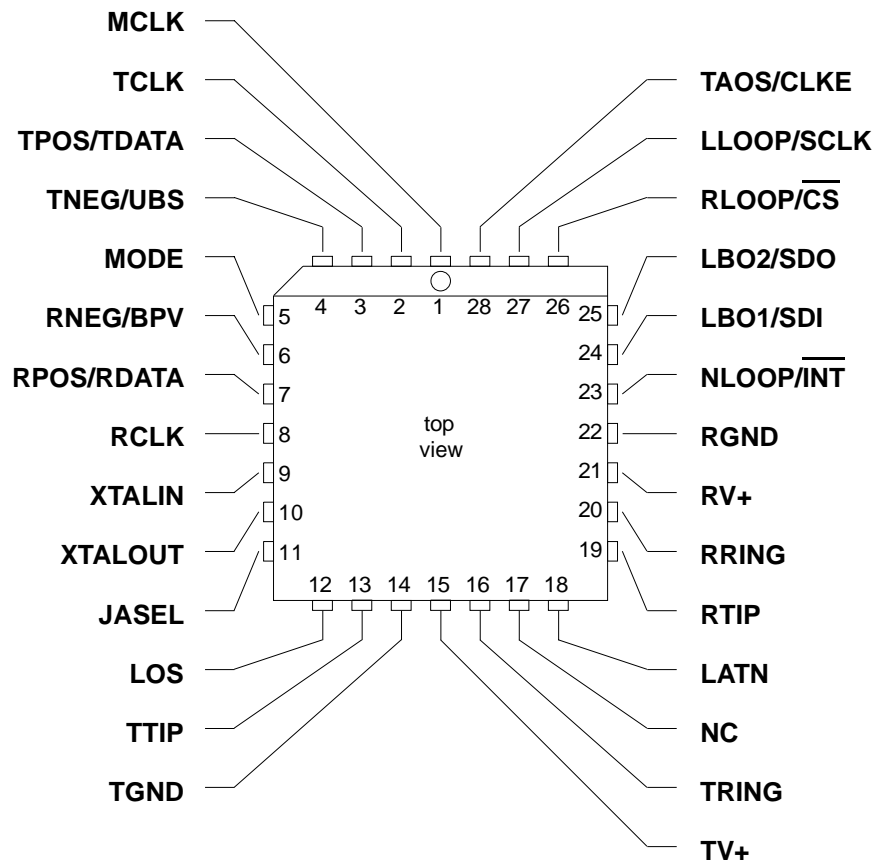 MCLK
TCLK
TPOS/TDATA
TNEG/UBS
MODE
RNEG/BPV
RPOS/RDATA
RCLK
XTALIN
XTALOUT
JASEL
LOS
TTIP
TGND
TAOS/CLKE
LLOOP/SCLK
RLOOP/C̅S̅
LBO2/SDO
LBO1/SDI
NLOOP/I̅N̅T̅
RGND
RV+
RRING
RTIP
LATN
NC
TRING
TV+
4 3 2 1 28 27 26
5
6
7
8
9
10
11
25
24
23
22
21
20
19
top
view
12 13 14 15 16 17 18